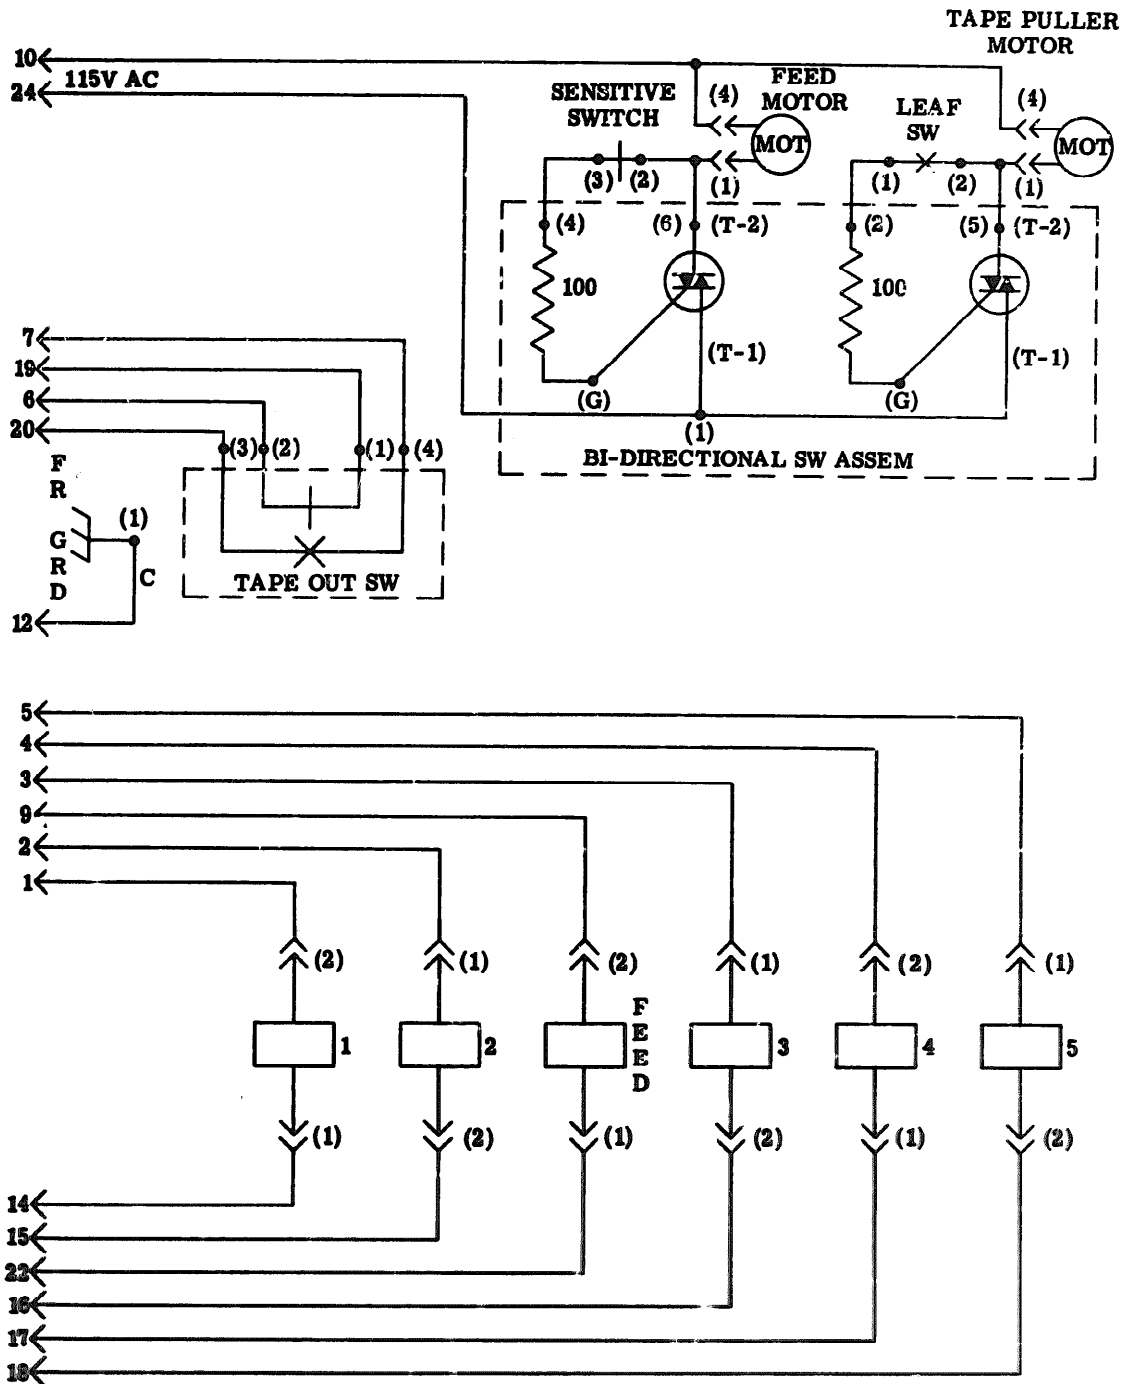 TAPE PULLER
MOTOR
10
115V AC
24
SENSITIVE
SWITCH
(4)
FEED
MOTOR
MOT
LEAF
SW
(4)
MOT
(3) (2)
(1)
(1) (2)
(1)
(4)
(6) (T-2)
(2)
(5) (T-2)
100
100
(T-1)
(T-1)
(G)
(G)
(1)
BI-DIRECTIONAL SW ASSEM
7
19
6
20
(3) (2) (1) (4)
FR
GRD
(1)
C
TAPE OUT SW
12
5
4
3
9
2
1
(2) (1) (2) (1) (2) (1)
1 2 FEED 3 4 5
(1) (2) (1) (2) (1) (2)
14
15
22
16
17
18